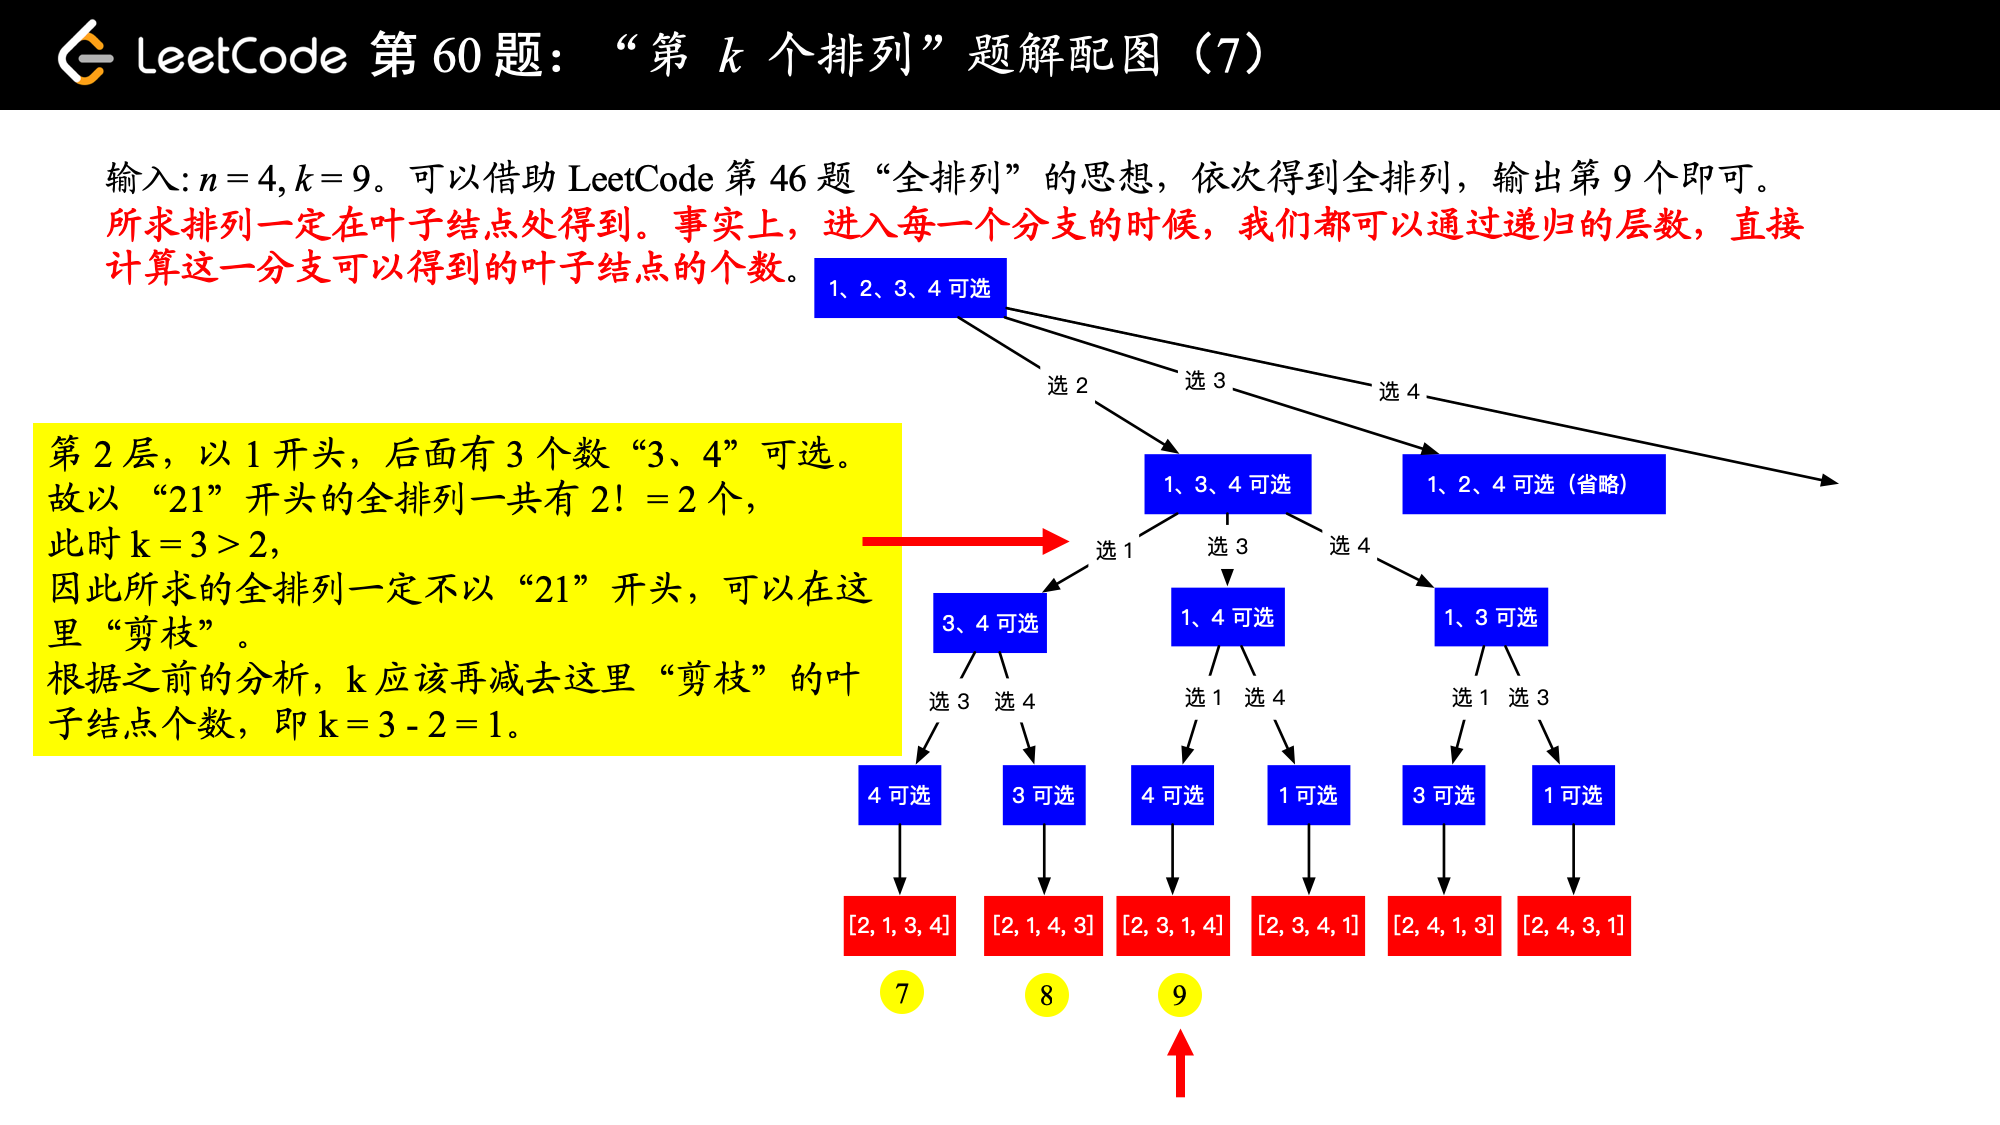 LeetCode 第 60 题：“第 k 个排列”题解配图（7）
输入: n = 4, k = 9。可以借助 LeetCode 第 46 题“全排列”的思想，依次得到全排列，输出第 9 个即可。
所求排列一定在叶子结点处得到。事实上，进入每一个分支的时候，我们都可以通过递归的层数，直接
计算这一分支可以得到的叶子结点的个数。
1、2、3、4 可选
选 2
选 3
选 4
第 2 层，以 1 开头，后面有 3 个数“3、4”可选。
故以 “21”开头的全排列一共有 2！= 2 个，
此时 k = 3 > 2，
因此所求的全排列一定不以“21”开头，可以在这
里“剪枝”。
根据之前的分析，k 应该再减去这里“剪枝”的叶
子结点个数，即 k = 3 - 2 = 1。
1、3、4 可选
1、2、4 可选（省略）
选 1
选 3
选 4
3、4 可选
1、4 可选
1、3 可选
选 3
选 4
选 1
选 4
选 1
选 3
4 可选
3 可选
4 可选
1 可选
3 可选
1 可选
[2, 1, 3, 4]
[2, 1, 4, 3]
[2, 3, 1, 4]
[2, 3, 4, 1]
[2, 4, 1, 3]
[2, 4, 3, 1]
7
8
9